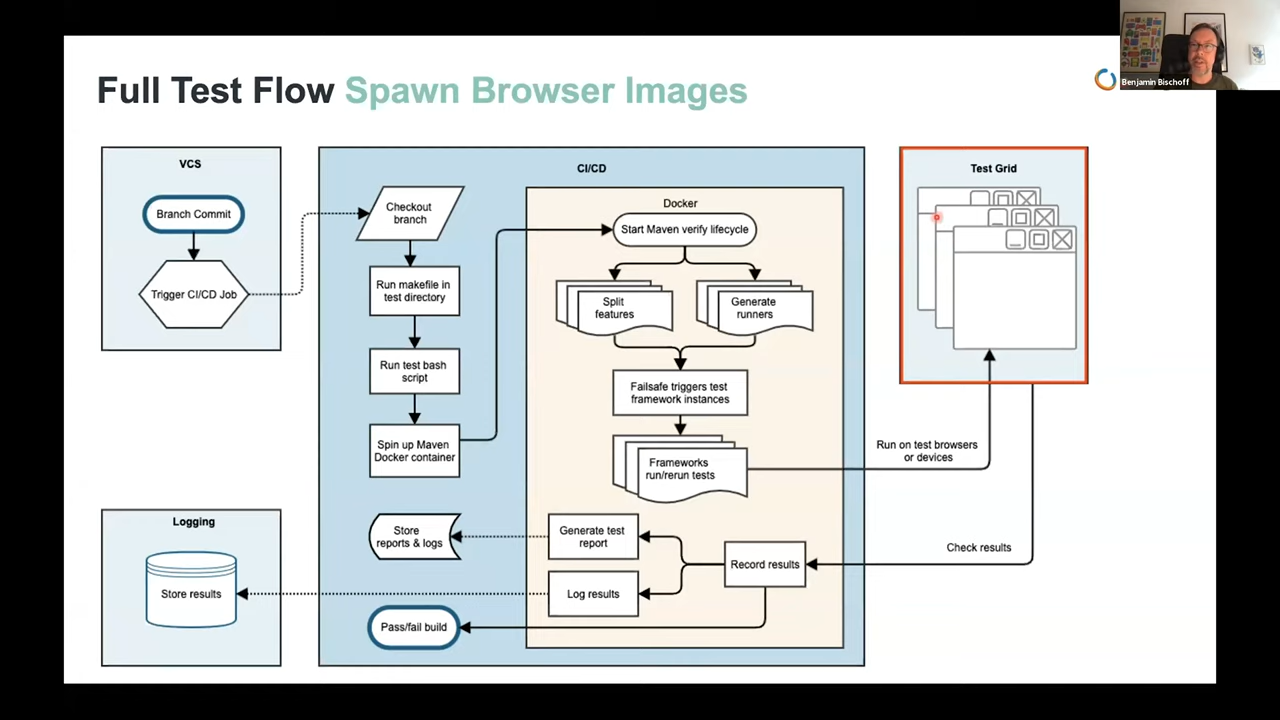 Full Test Flow Spawn Browser Images
Benjamin Bischoff
VCS
Branch Commit
Trigger CI/CD Job
CI/CD
Checkout
branch
Run makefile in
test directory
Run test bash
script
Spin up Maven
Docker container
Docker
Start Maven verify lifecycle
Split
features
Generate
runners
Failsafe triggers test
framework instances
Frameworks
run/rerun tests
Test Grid
Run on test browsers
or devices
Check results
Record results
Generate test
report
Log results
Store
reports & logs
Pass/fail build
Logging
Store results